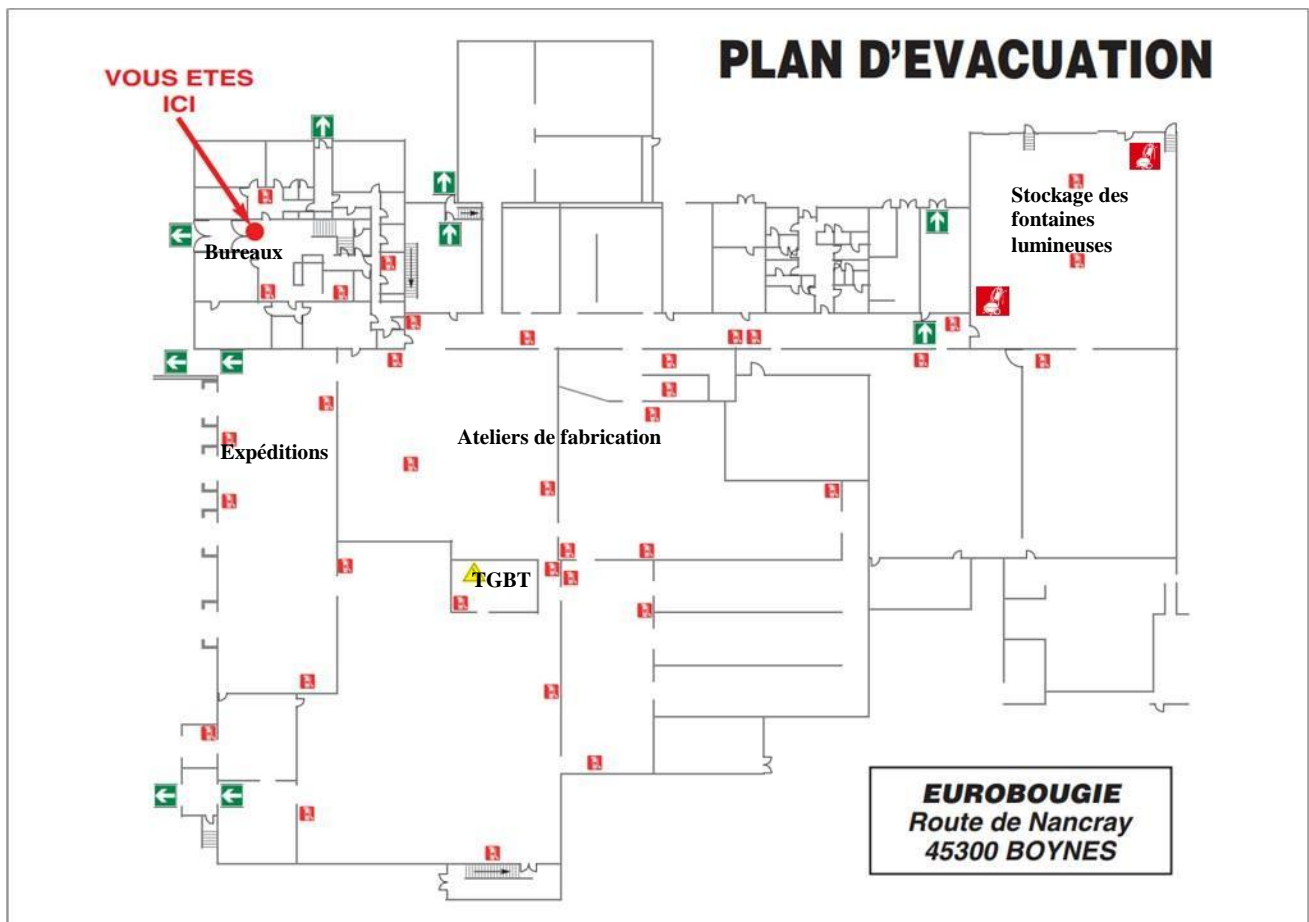 PLAN D'EVACUATION
VOUS ETES
ICI
Stockage des
fontaines
lumineuses
Bureaux
Ateliers de fabrication
Expéditions
TGBT
EUROBOUGIE
Route de Nancray
45300 BOYNES